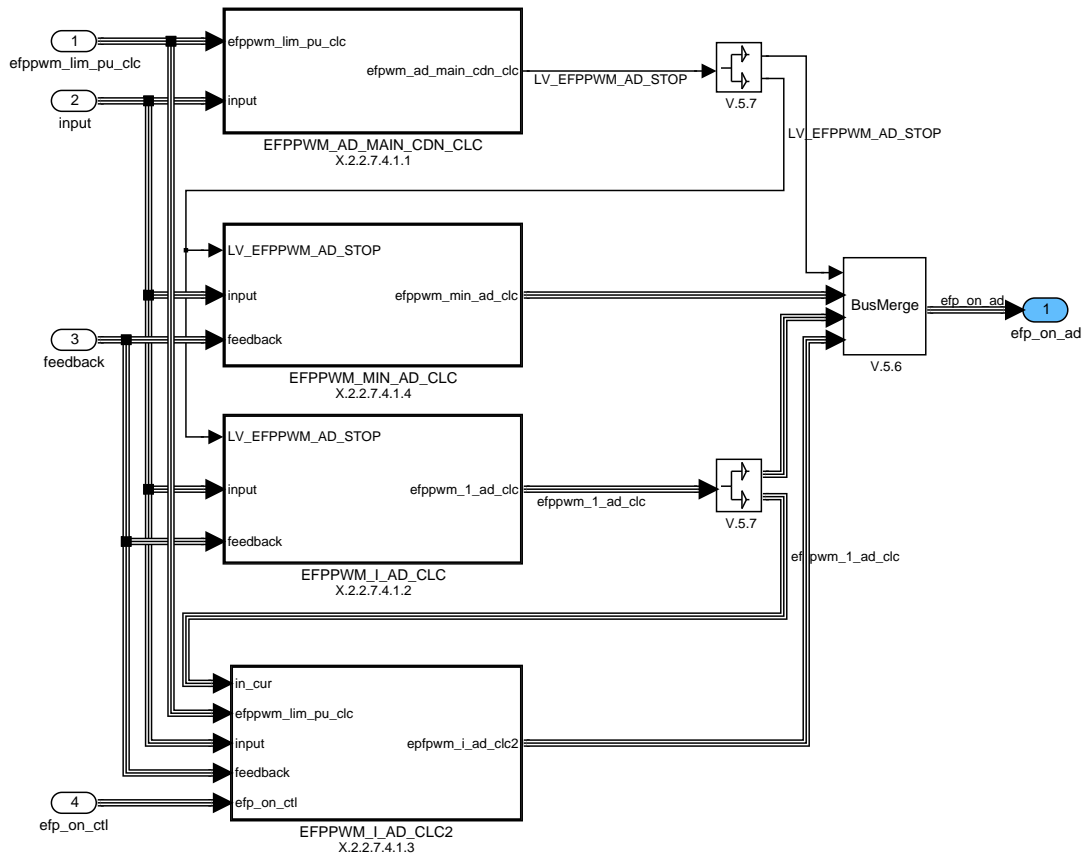 1
efppwm_lim_pu_clc
2
input
efppwm_lim_pu_clc
efpwm_ad_main_cdn_clc
input
EFPPWM_AD_MAIN_CDN_CLC
X.2.2.7.4.1.1
LV_EFPPWM_AD_STOP
V.5.7
LV_EFPPWM_AD_STOP
LV_EFPPWM_AD_STOP
input
efppwm_min_ad_clc
feedback
EFPPWM_MIN_AD_CLC
X.2.2.7.4.1.4
3
feedback
BusMerge
V.5.6
efp_on_ad
1
efp_on_ad
LV_EFPPWM_AD_STOP
input
efppwm_1_ad_clc
feedback
EFPPWM_I_AD_CLC
X.2.2.7.4.1.2
efppwm_1_ad_clc
V.5.7
efppwm_1_ad_clc
in_cur
efppwm_lim_pu_clc
input
epfpwm_i_ad_clc2
feedback
efp_on_ctl
EFPPWM_I_AD_CLC2
X.2.2.7.4.1.3
4
efp_on_ctl